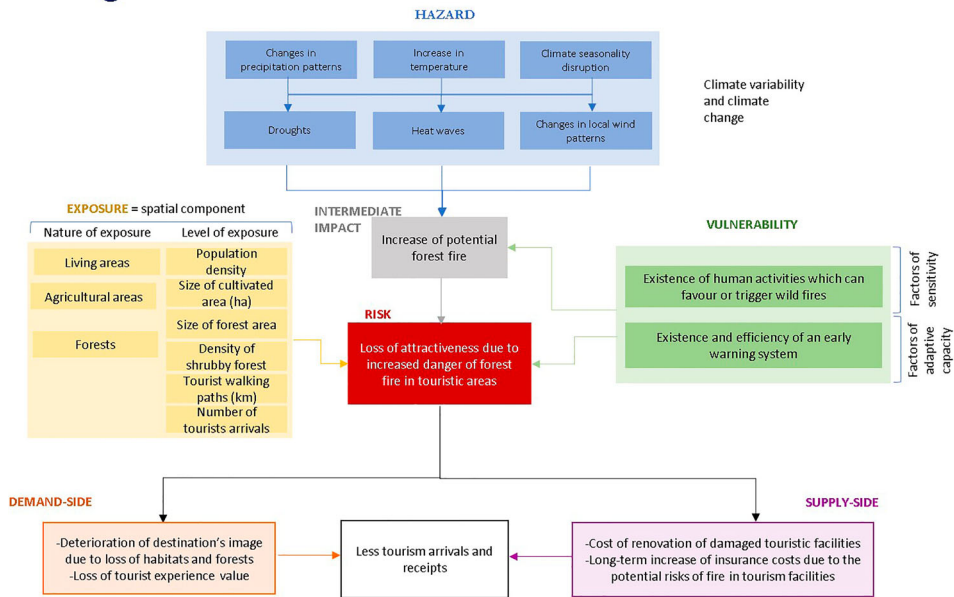 HAZARD
Changes in
precipitation patterns
Increase in
temperature
Climate seasonality
disruption
Droughts
Heat waves
Changes in local wind
patterns
Climate variability
and climate
change
EXPOSURE = spatial component
Nature of exposure
Level of exposure
Living areas
Population
density
Agricultural areas
Size of cultivated
area (ha)
Forests
Size of forest area
Density of
shrubby forest
Tourist walking
paths (km)
Number of
tourists arrivals
INTERMEDIATE
IMPACT
Increase of potential
forest fire
RISK
Loss of attractiveness due to
increased danger of forest
fire in touristic areas
VULNERABILITY
Existence of human activities which can
favour or trigger wild fires
Existence and efficiency of an early
warning system
Factors of
sensitivity
Factors of
adaptive
capacity
DEMAND-SIDE
-Deterioration of destination's image
due to loss of habitats and forests
-Loss of tourist experience value
Less tourism arrivals and
receipts
SUPPLY-SIDE
-Cost of renovation of damaged touristic facilities
-Long-term increase of insurance costs due to the
potential risks of fire in tourism facilities